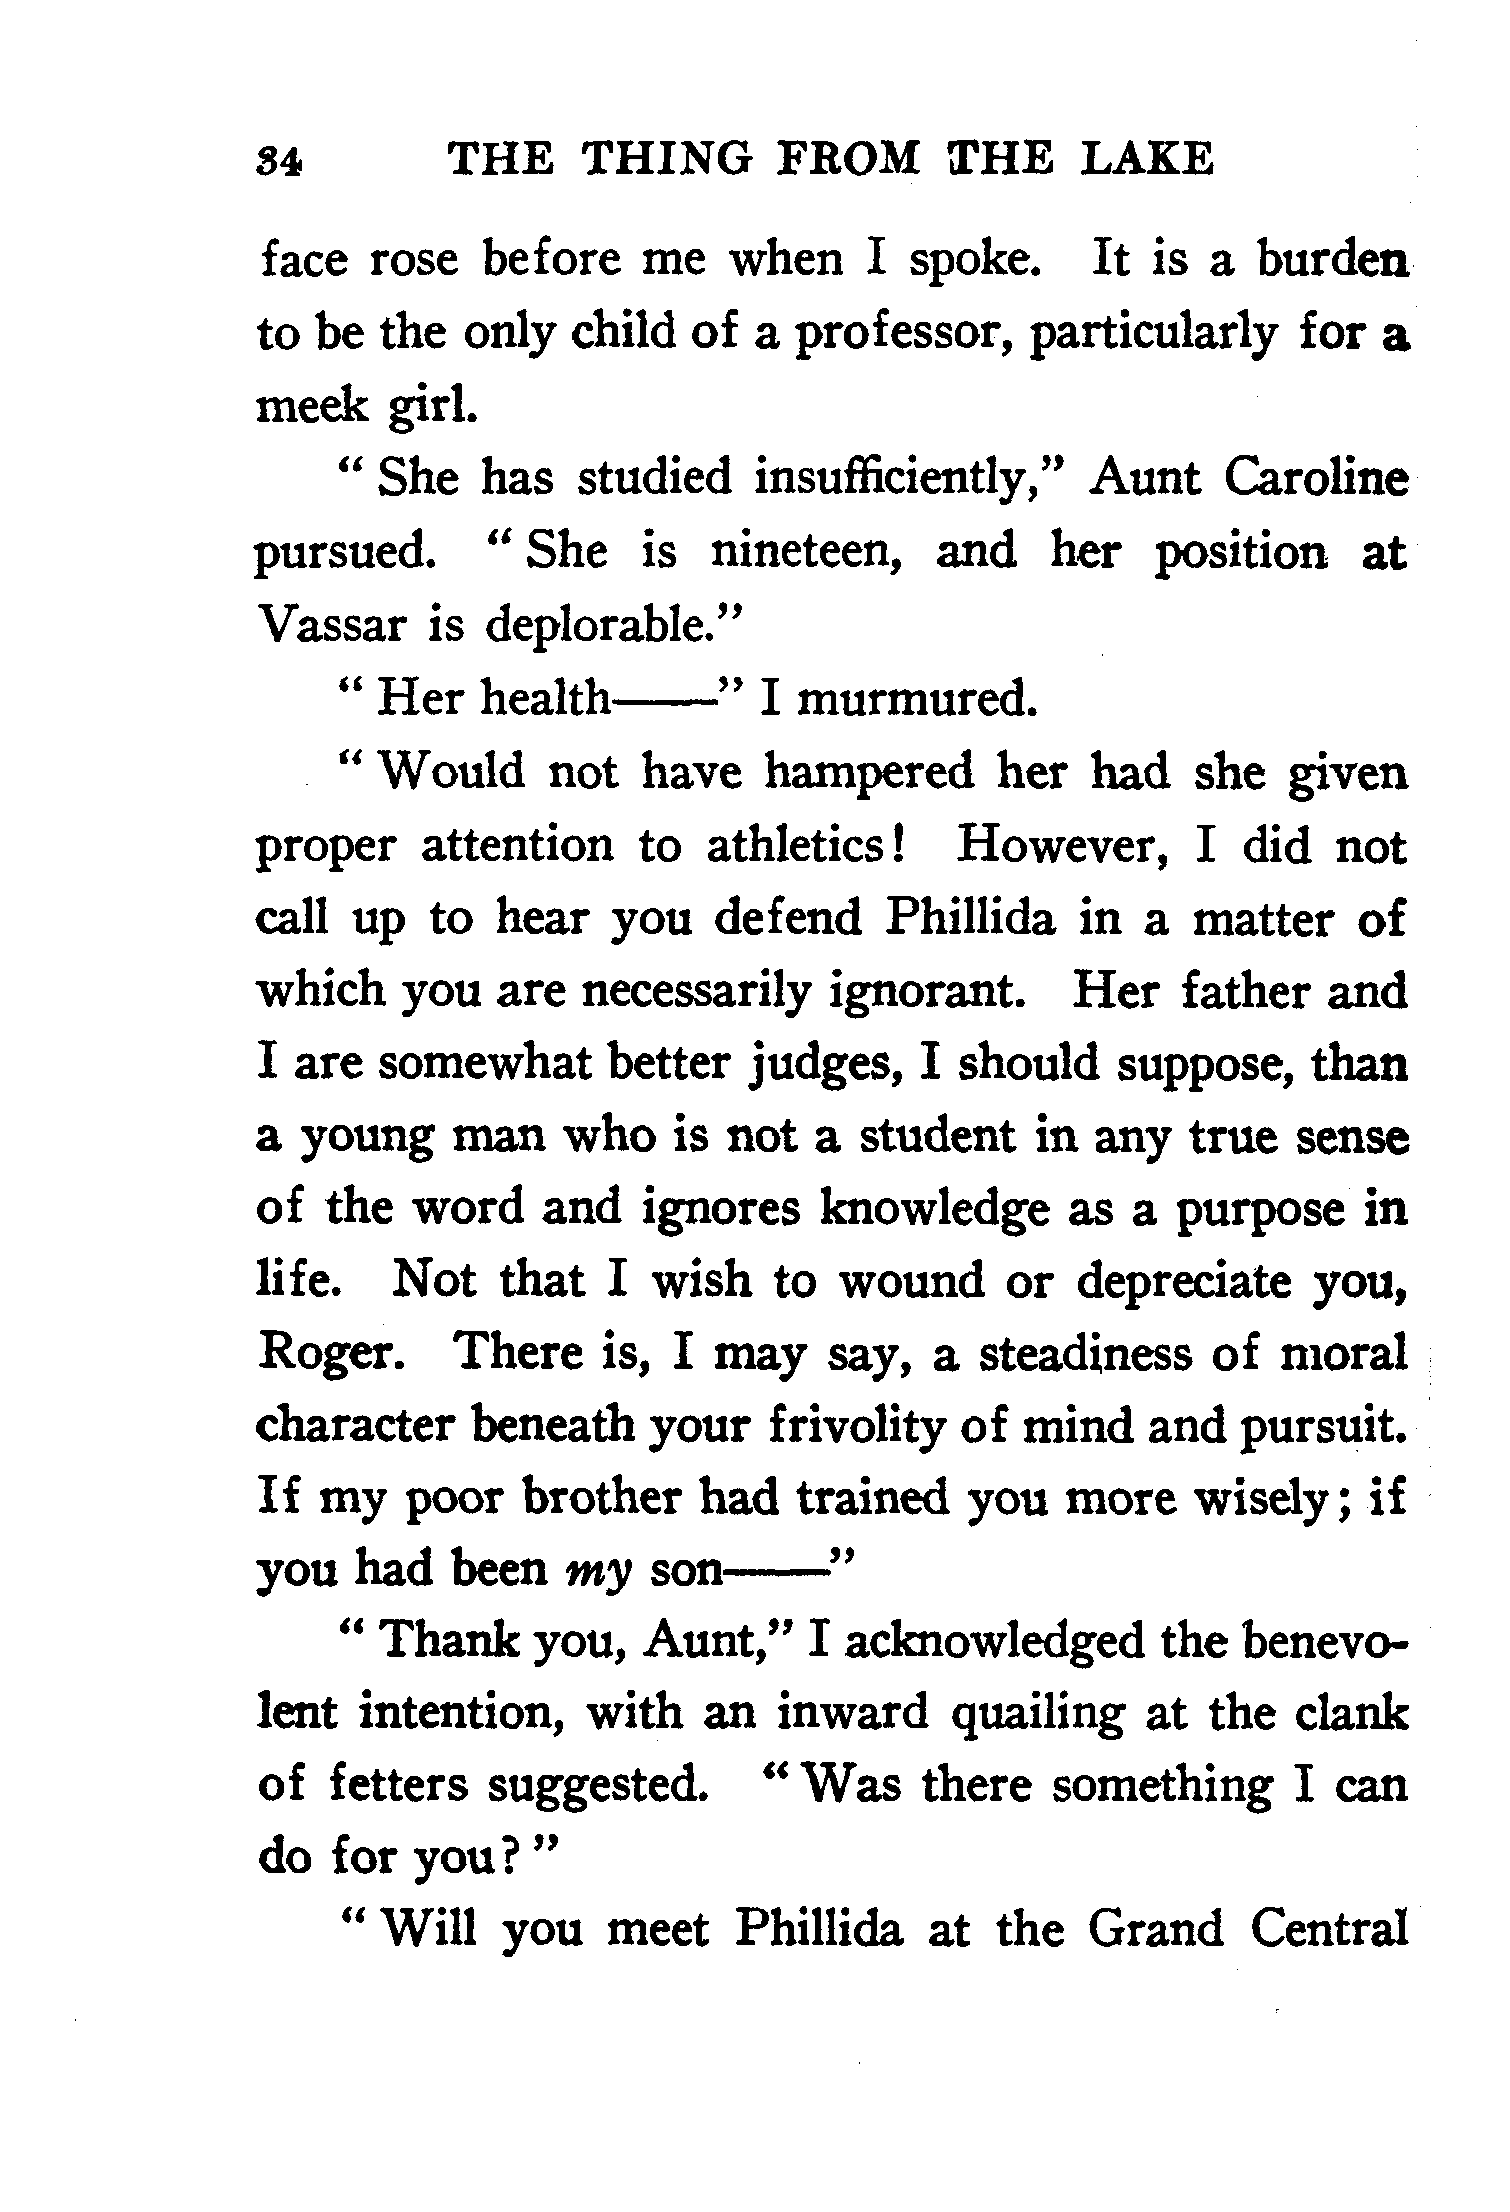 34 THE THING FROM THE LAKE
face rose before me when I spoke. It is a burden
to be the only child of a professor, particularly for a
meek girl.
“ She has studied insufficiently,” Aunt Caroline
pursued. “ She is nineteen, and her position at
Vassar is deplorable.”
“ Her health——” I murmured.
“ Would not have hampered her had she given
proper attention to athletics! However, I did not
call up to hear you defend Phillida in a matter of
which you are necessarily ignorant. Her father and
I are somewhat better judges, I should suppose, than
a young man who is not a student in any true sense
of the word and ignores knowledge as a purpose in
life. Not that I wish to wound or depreciate you,
Roger. There is, I may say, a steadiness of moral
character beneath your frivolity of mind and pursuit.
If my poor brother had trained you more wisely; if
you had been my son——”
“ Thank you, Aunt,” I acknowledged the benevo-
lent intention, with an inward quailing at the clank
of fetters suggested. “ Was there something I can
do for you? ”
“ Will you meet Phillida at the Grand Central